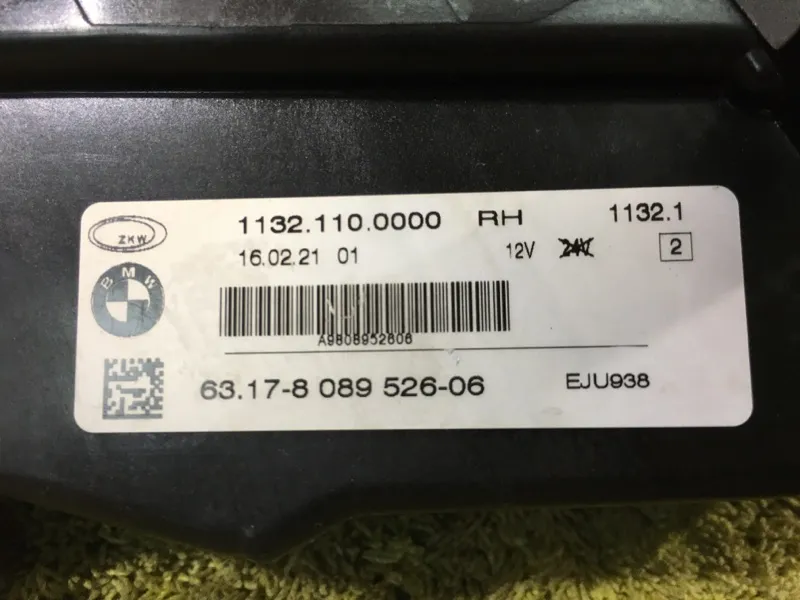 ZKW
1132.110.0000 RH 1132.1
16.02.21 01 12V 24V 2
BMW
A9808952806
63.17-8 089 526-06 EJU938